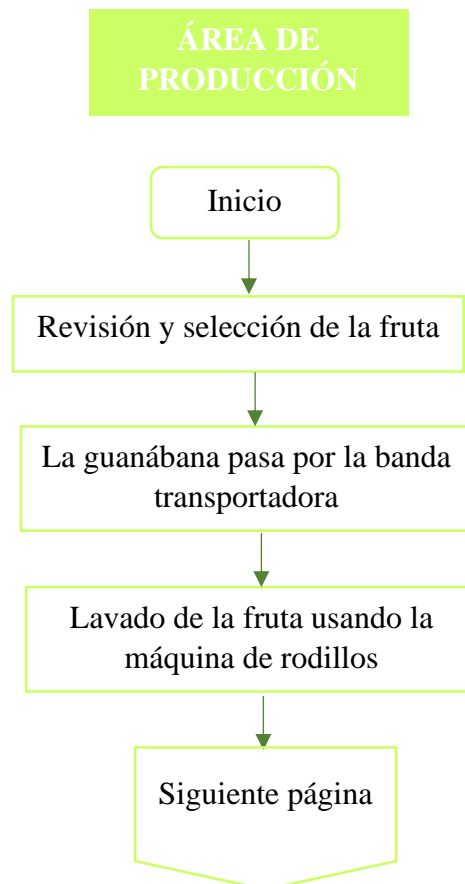 ÁREA DE
PRODUCCIÓN
Inicio
Revisión y selección de la fruta
La guanábana pasa por la banda
transportadora
Lavado de la fruta usando la
máquina de rodillos
Siguiente página